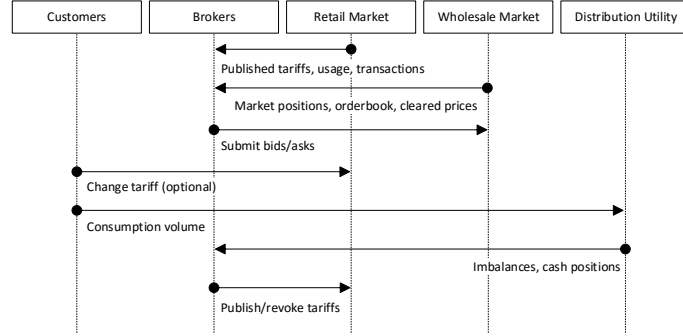 Customers
Brokers
Retail Market
Wholesale Market
Distribution Utility
Published tariffs, usage, transactions
Market positions, orderbook, cleared prices
Submit bids/asks
Change tariff (optional)
Consumption volume
Imbalances, cash positions
Publish/revoke tariffs